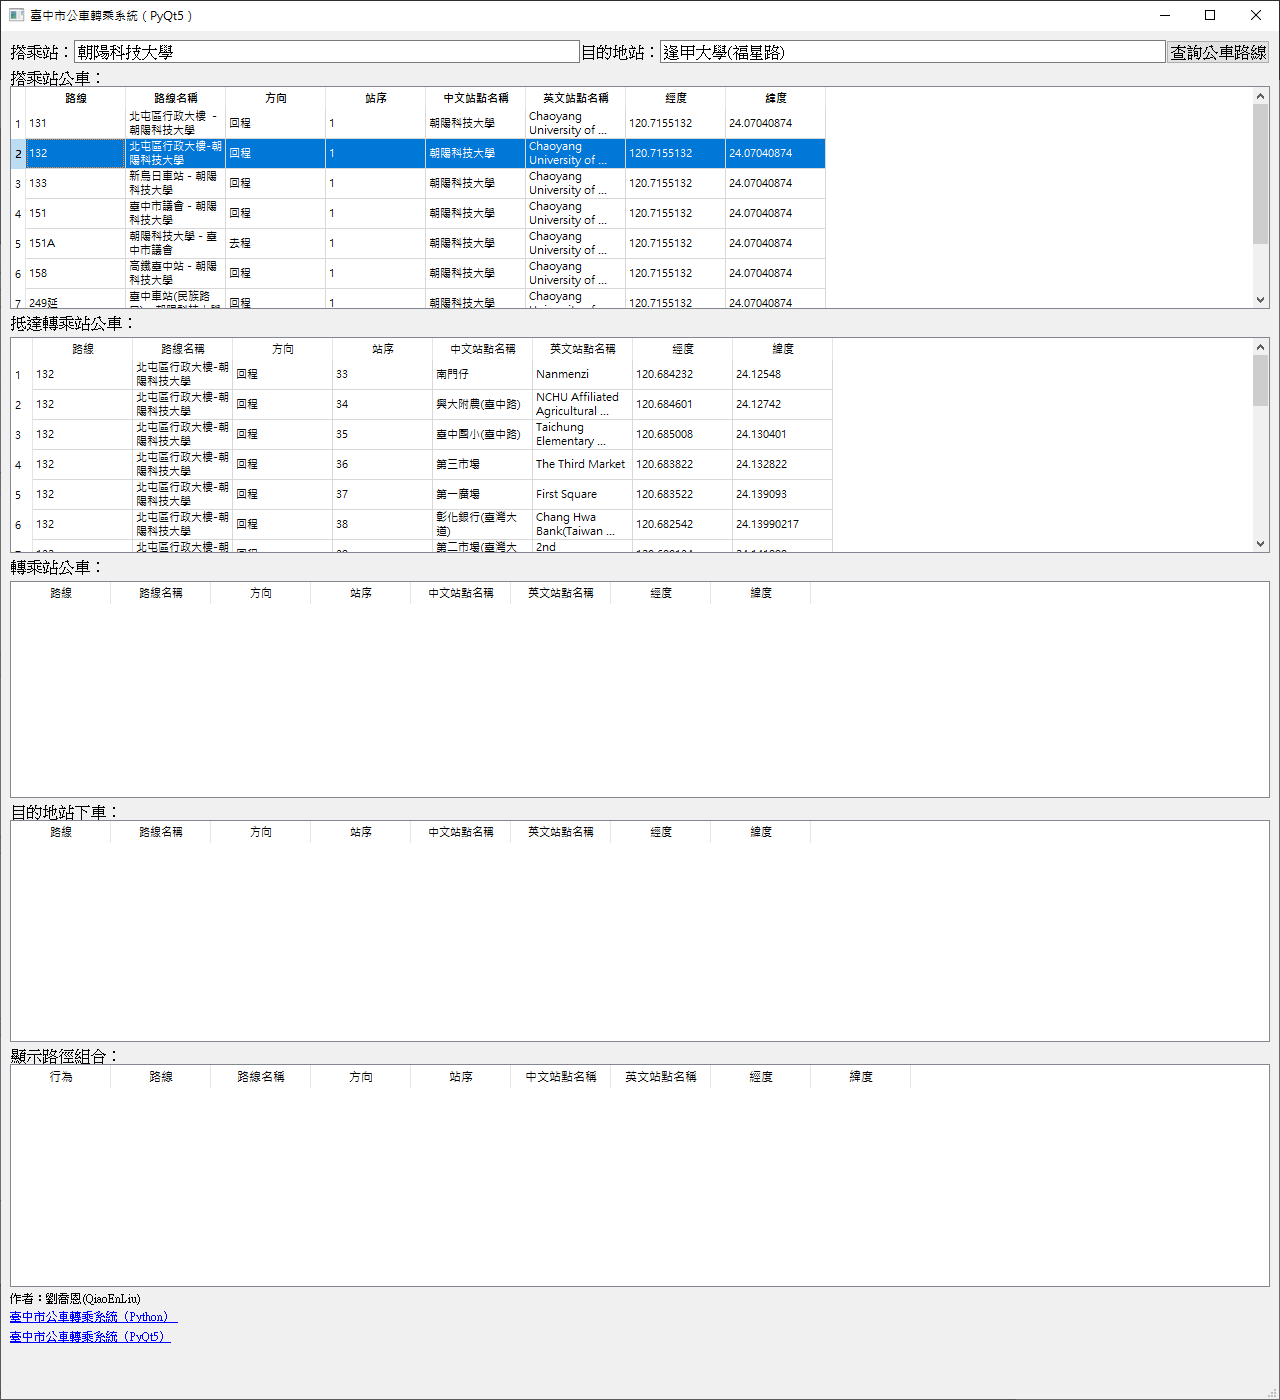 臺中市公車轉乘系統（PyQt5）
搭乘站：朝陽科技大學 目的地站：逢甲大學(福星路) 查詢公車路線
搭乘站公車：
路線 路線名稱 方向 站序 中文站點名稱 英文站點名稱 經度 緯度
1 131 北屯區行政大樓 - 朝陽科技大學 回程 1 朝陽科技大學 Chaoyang University of ... 120.7155132 24.07040874
2 132 北屯區行政大樓-朝陽科技大學 回程 1 朝陽科技大學 Chaoyang University of ... 120.7155132 24.07040874
3 133 新烏日車站 - 朝陽科技大學 回程 1 朝陽科技大學 Chaoyang University of ... 120.7155132 24.07040874
4 151 臺中市議會 - 朝陽科技大學 回程 1 朝陽科技大學 Chaoyang University of ... 120.7155132 24.07040874
5 151A 朝陽科技大學 - 臺中市議會 去程 1 朝陽科技大學 Chaoyang University of ... 120.7155132 24.07040874
6 158 高鐵臺中站 - 朝陽科技大學 回程 1 朝陽科技大學 Chaoyang University of ... 120.7155132 24.07040874
7 249延 臺中車站(民族路 回程 1 朝陽科技大學 Chaoyang 120.7155132 24.07040874
抵達轉乘站公車：
路線 路線名稱 方向 站序 中文站點名稱 英文站點名稱 經度 緯度
1 132 北屯區行政大樓-朝陽科技大學 回程 33 南門仔 Nanmenzi 120.684232 24.12548
2 132 北屯區行政大樓-朝陽科技大學 回程 34 興大附農(臺中路) NCHU Affiliated Agricultural ... 120.684601 24.12742
3 132 北屯區行政大樓-朝陽科技大學 回程 35 臺中國小(臺中路) Taichung Elementary ... 120.685008 24.130401
4 132 北屯區行政大樓-朝陽科技大學 回程 36 第三市場 The Third Market 120.683822 24.132822
5 132 北屯區行政大樓-朝陽科技大學 回程 37 第一廣場 First Square 120.683522 24.139093
6 132 北屯區行政大樓-朝陽科技大學 回程 38 彰化銀行(臺灣大道) Chang Hwa Bank(Taiwan ... 120.682542 24.13990217
北屯區行政大樓-朝 第二市場(臺灣大 2nd
轉乘站公車：
路線 路線名稱 方向 站序 中文站點名稱 英文站點名稱 經度 緯度
目的地站下車：
路線 路線名稱 方向 站序 中文站點名稱 英文站點名稱 經度 緯度
顯示路徑組合：
行為 路線 路線名稱 方向 站序 中文站點名稱 英文站點名稱 經度 緯度
作者：劉喬恩(QiaoEnLiu)
臺中市公車轉乘系統（Python）
臺中市公車轉乘系統（PyQt5）